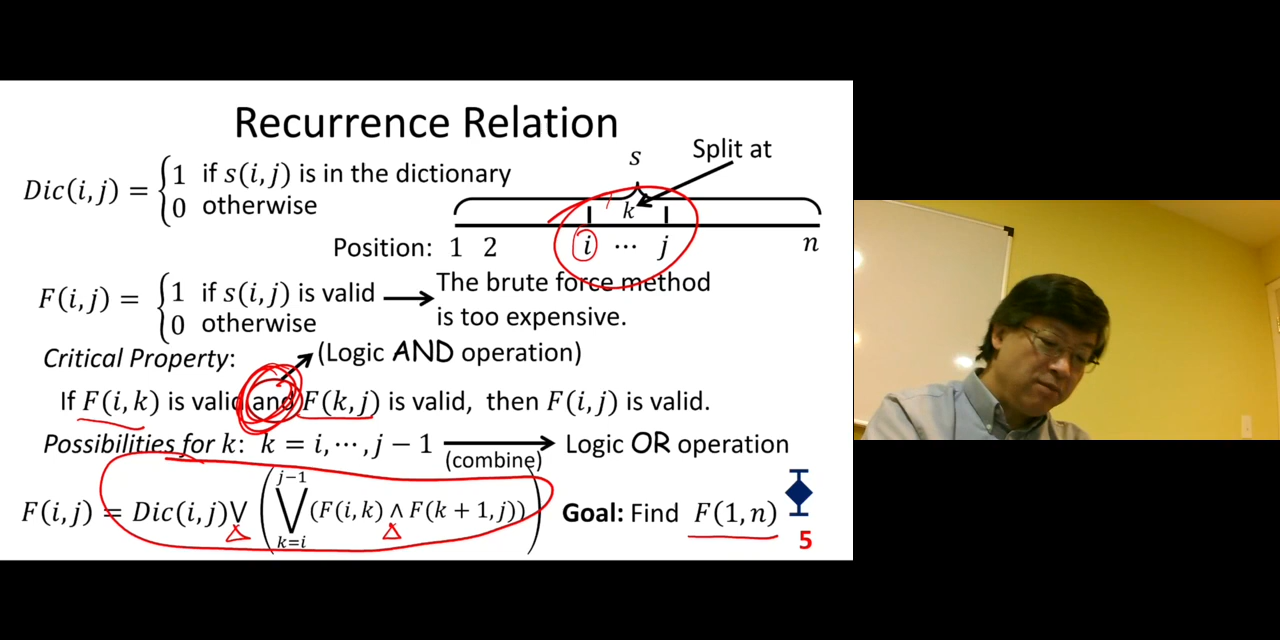 Recurrence Relation
Split at
s
Dic(i,j) = {1 if s(i,j) is in the dictionary
0 otherwise
k
Position: 1 2 i ⋯ j n
F(i,j) = {1 if s(i,j) is valid
0 otherwise
The brute force method
is too expensive.
Critical Property: (Logic AND operation)
If F(i,k) is valid and F(k,j) is valid, then F(i,j) is valid.
Possibilities for k: k = i,⋯,j − 1 (combine) Logic OR operation
F(i,j) = Dic(i,j)∨(⋁_{k=i}^{j−1}(F(i,k) ∧ F(k + 1,j))) Goal: Find F(1,n)
5